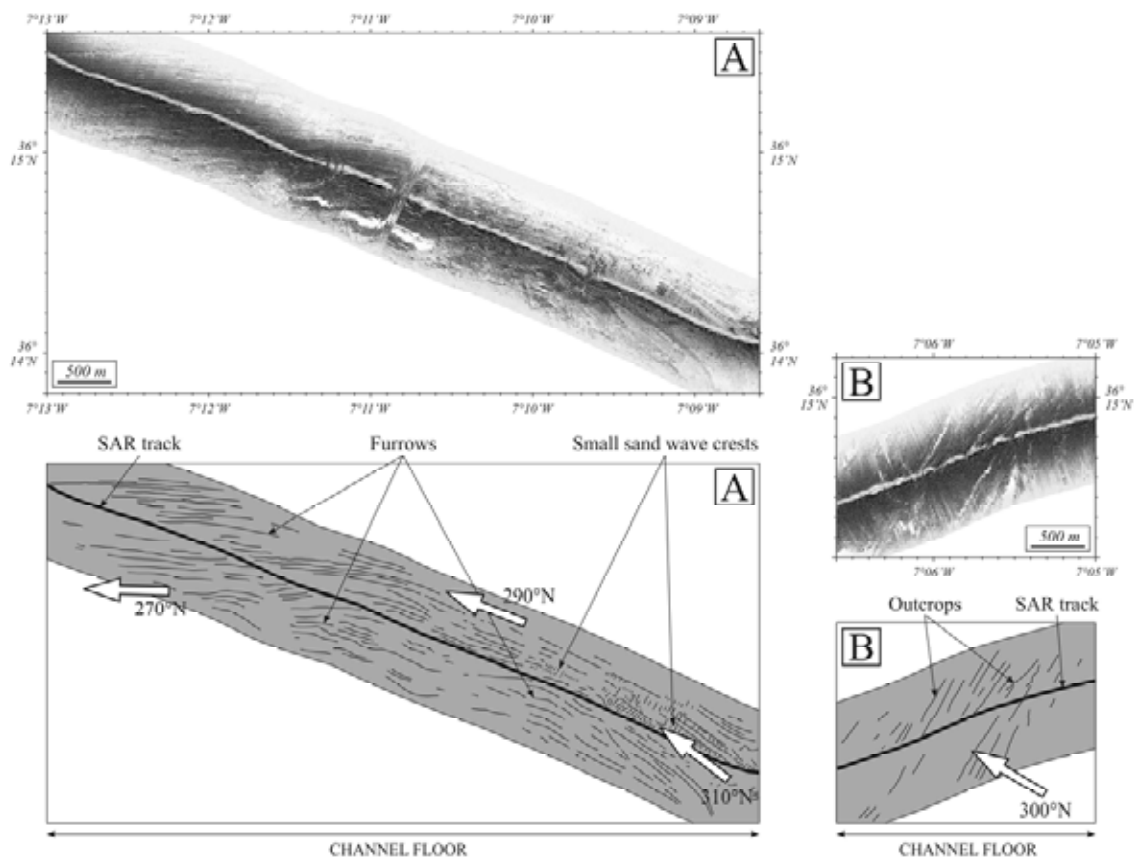 7°13'W 7°12'W 7°11'W 7°10'W 7°09'W
A
36° 15'N
36° 15'N
36° 14'N
36° 14'N
500 m
7°13'W 7°12'W 7°11'W 7°10'W 7°09'W
7°06'W 7°05'W
B
36° 15'N
36° 15'N
500 m
7°06'W 7°05'W
SAR track
Furrows
Small sand wave crests
A
290°N
270°N
310°N
CHANNEL FLOOR
Outcrops
SAR track
B
300°N
CHANNEL FLOOR